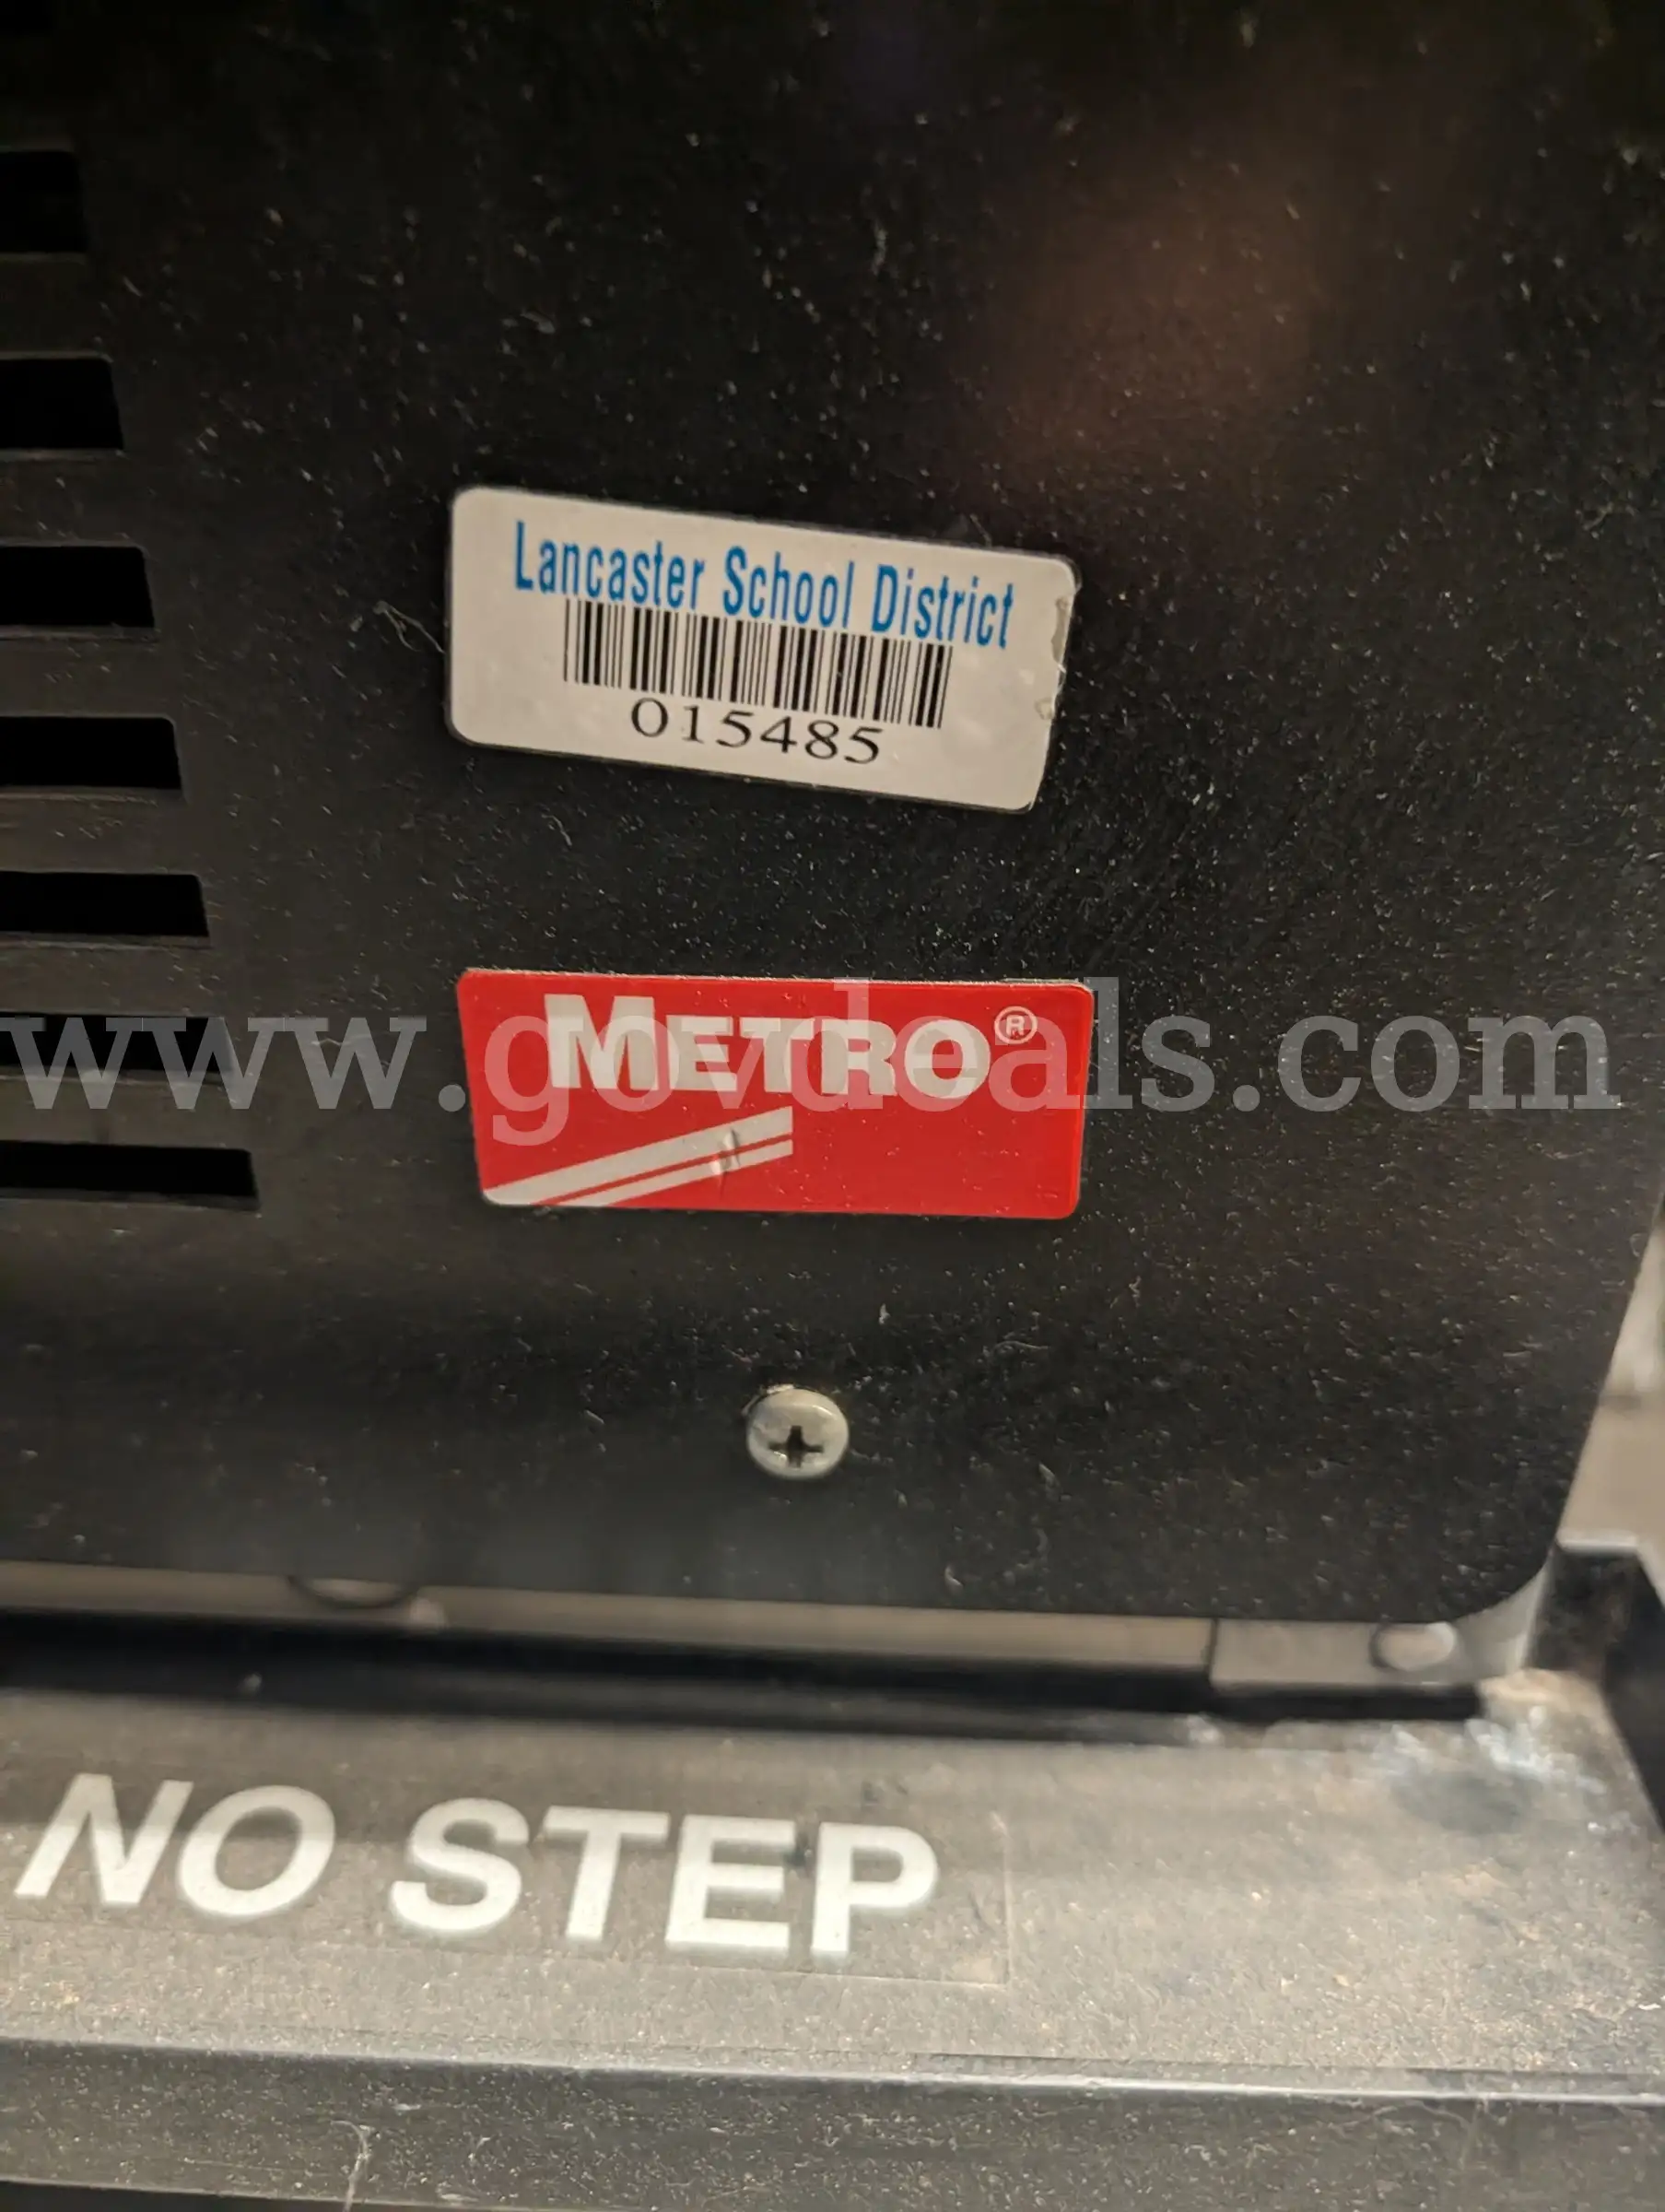 Lancaster School District
015485
METRO®
www.govdeals.com
NO STEP